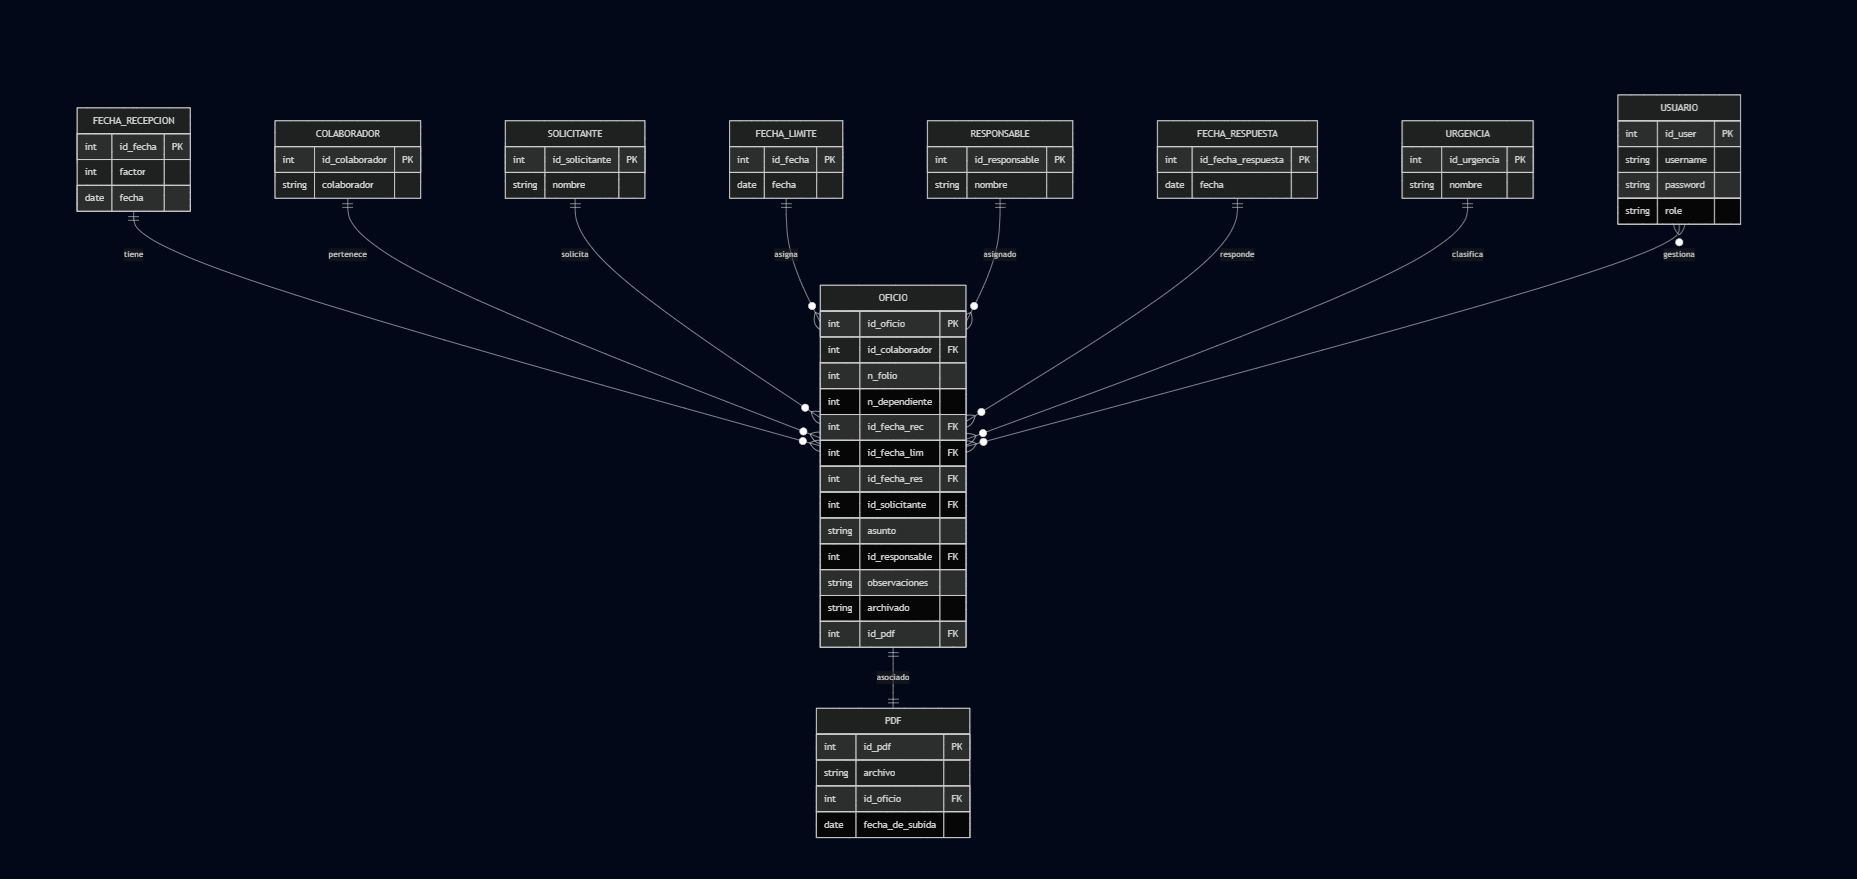 FECHA_RECEPCION
int id_fecha PK
int factor
date fecha
COLABORADOR
int id_colaborador PK
string colaborador
SOLICITANTE
int id_solicitante PK
string nombre
FECHA_LIMITE
int id_fecha PK
date fecha
RESPONSABLE
int id_responsable PK
string nombre
FECHA_RESPUESTA
int id_fecha_respuesta PK
date fecha
URGENCIA
int id_urgencia PK
string nombre
USUARIO
int id_user PK
string username
string password
string role
tiene
pertenece
solicita
asigna
asignado
responde
clasifica
gestiona
OFICIO
int id_oficio PK
int id_colaborador FK
int n_folio
int n_dependiente
int id_fecha_rec FK
int id_fecha_lim FK
int id_fecha_res FK
int id_solicitante FK
string asunto
int id_responsable FK
string observaciones
string archivado
int id_pdf FK
asociado
PDF
int id_pdf PK
string archivo
int id_oficio FK
date fecha_de_subida